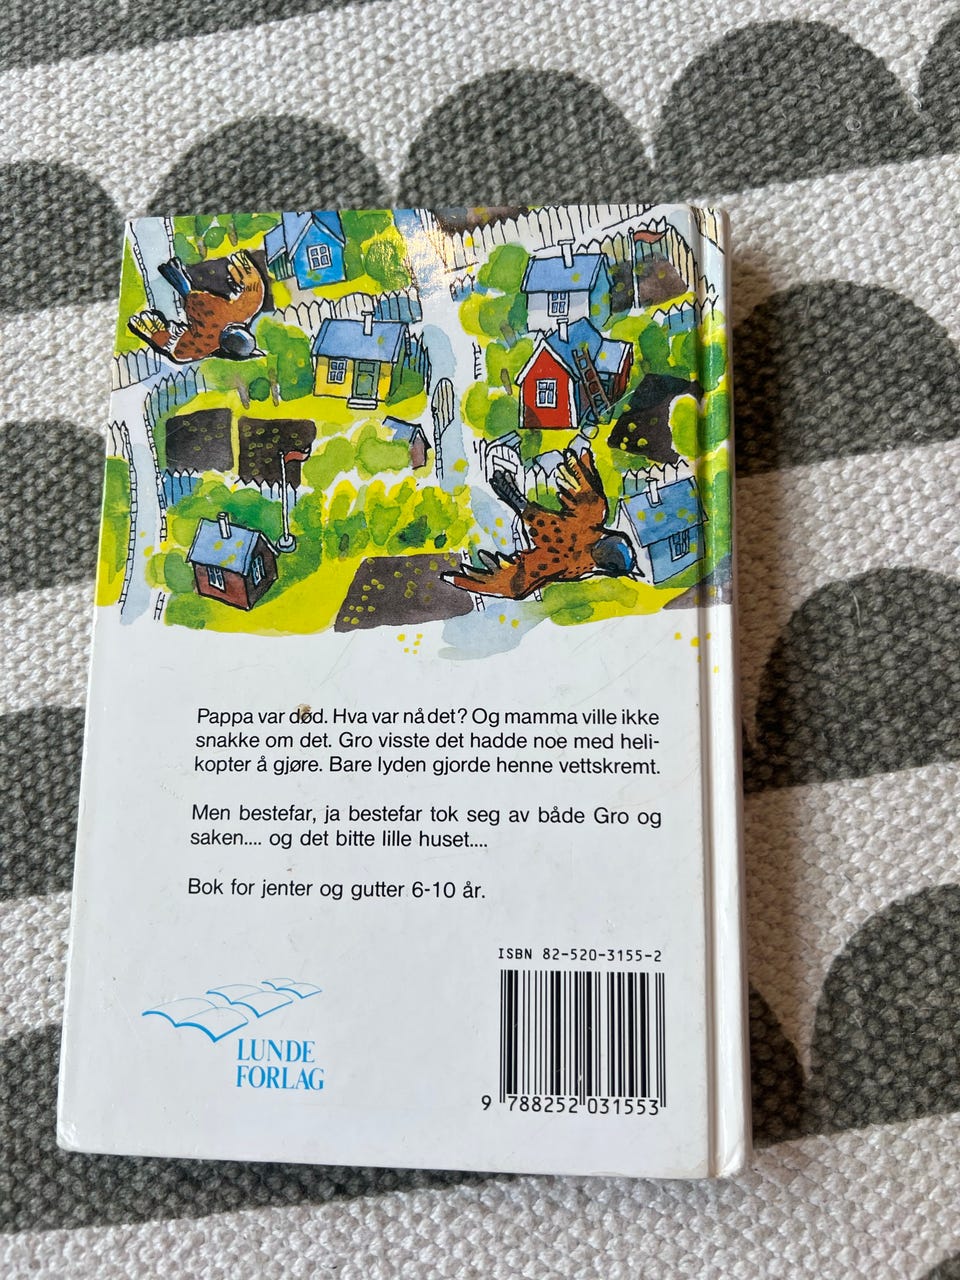 Pappa var død. Hva var nå det? Og mamma ville ikke
snakke om det. Gro visste det hadde noe med heli-
kopter å gjøre. Bare lyden gjorde henne vettskremt.
Men bestefar, ja bestefar tok seg av både Gro og
saken.... og det bitte lille huset....
Bok for jenter og gutter 6-10 år.
ISBN 82-520-3155-2
LUNDE
FORLAG
9 788252 031553